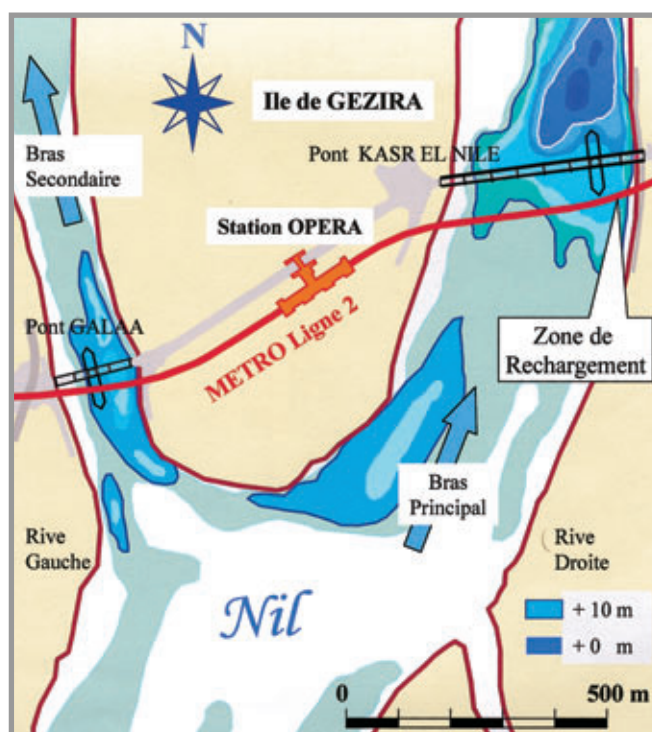 N
Ile de GEZIRA
Pont KASR EL NILE
Bras
Secondaire
Station OPERA
Pont GALAA
METRO Ligne 2
Zone de
Rechargement
Bras
Principal
Rive
Gauche
Rive
Droite
Nil
+ 10 m
+ 0 m
0
500 m